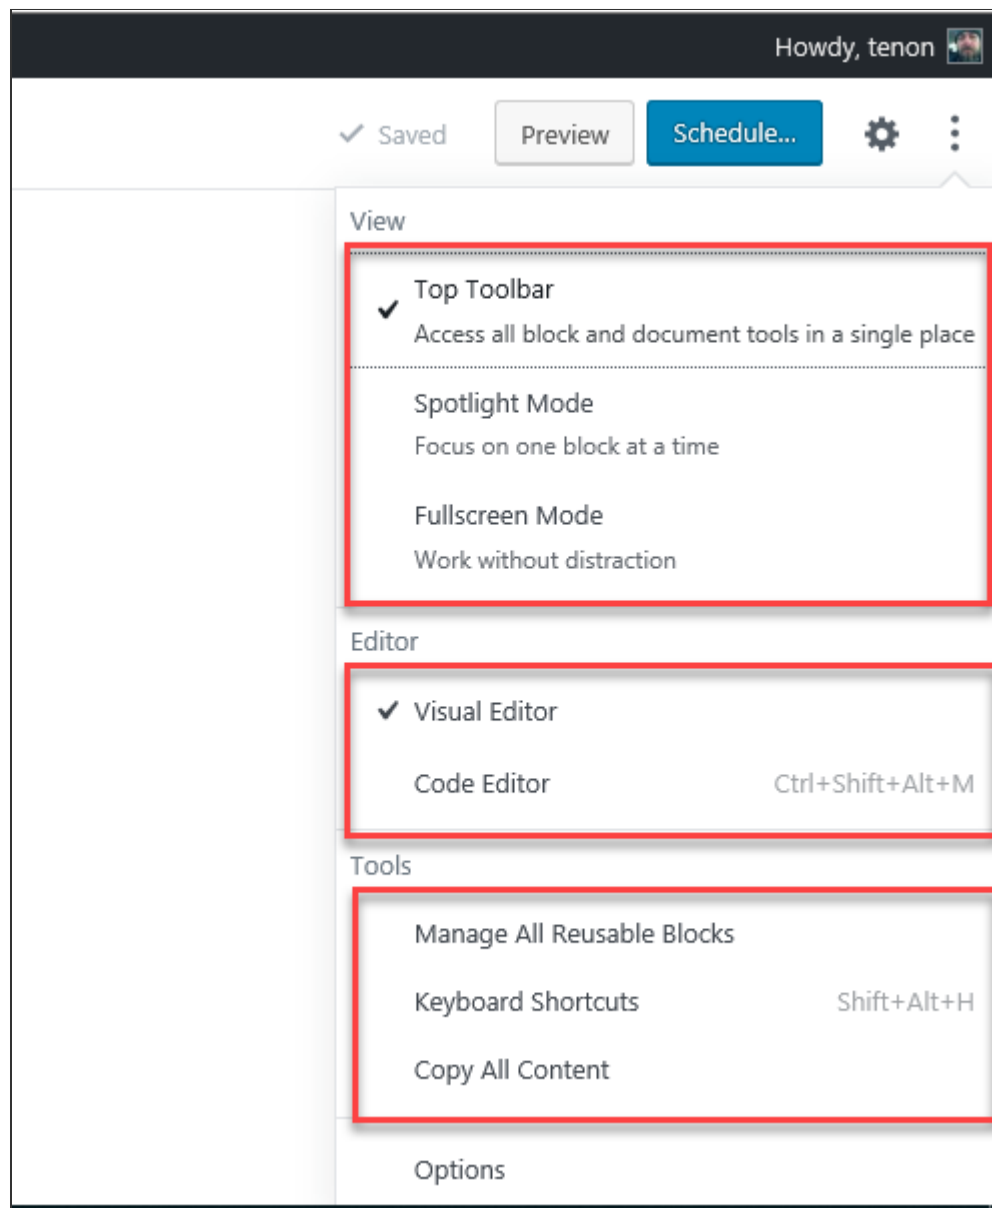 Howdy, tenon
Saved
Preview
Schedule...
View
Top Toolbar
Access all block and document tools in a single place
Spotlight Mode
Focus on one block at a time
Fullscreen Mode
Work without distraction
Editor
Visual Editor
Code Editor Ctrl+Shift+Alt+M
Tools
Manage All Reusable Blocks
Keyboard Shortcuts Shift+Alt+H
Copy All Content
Options